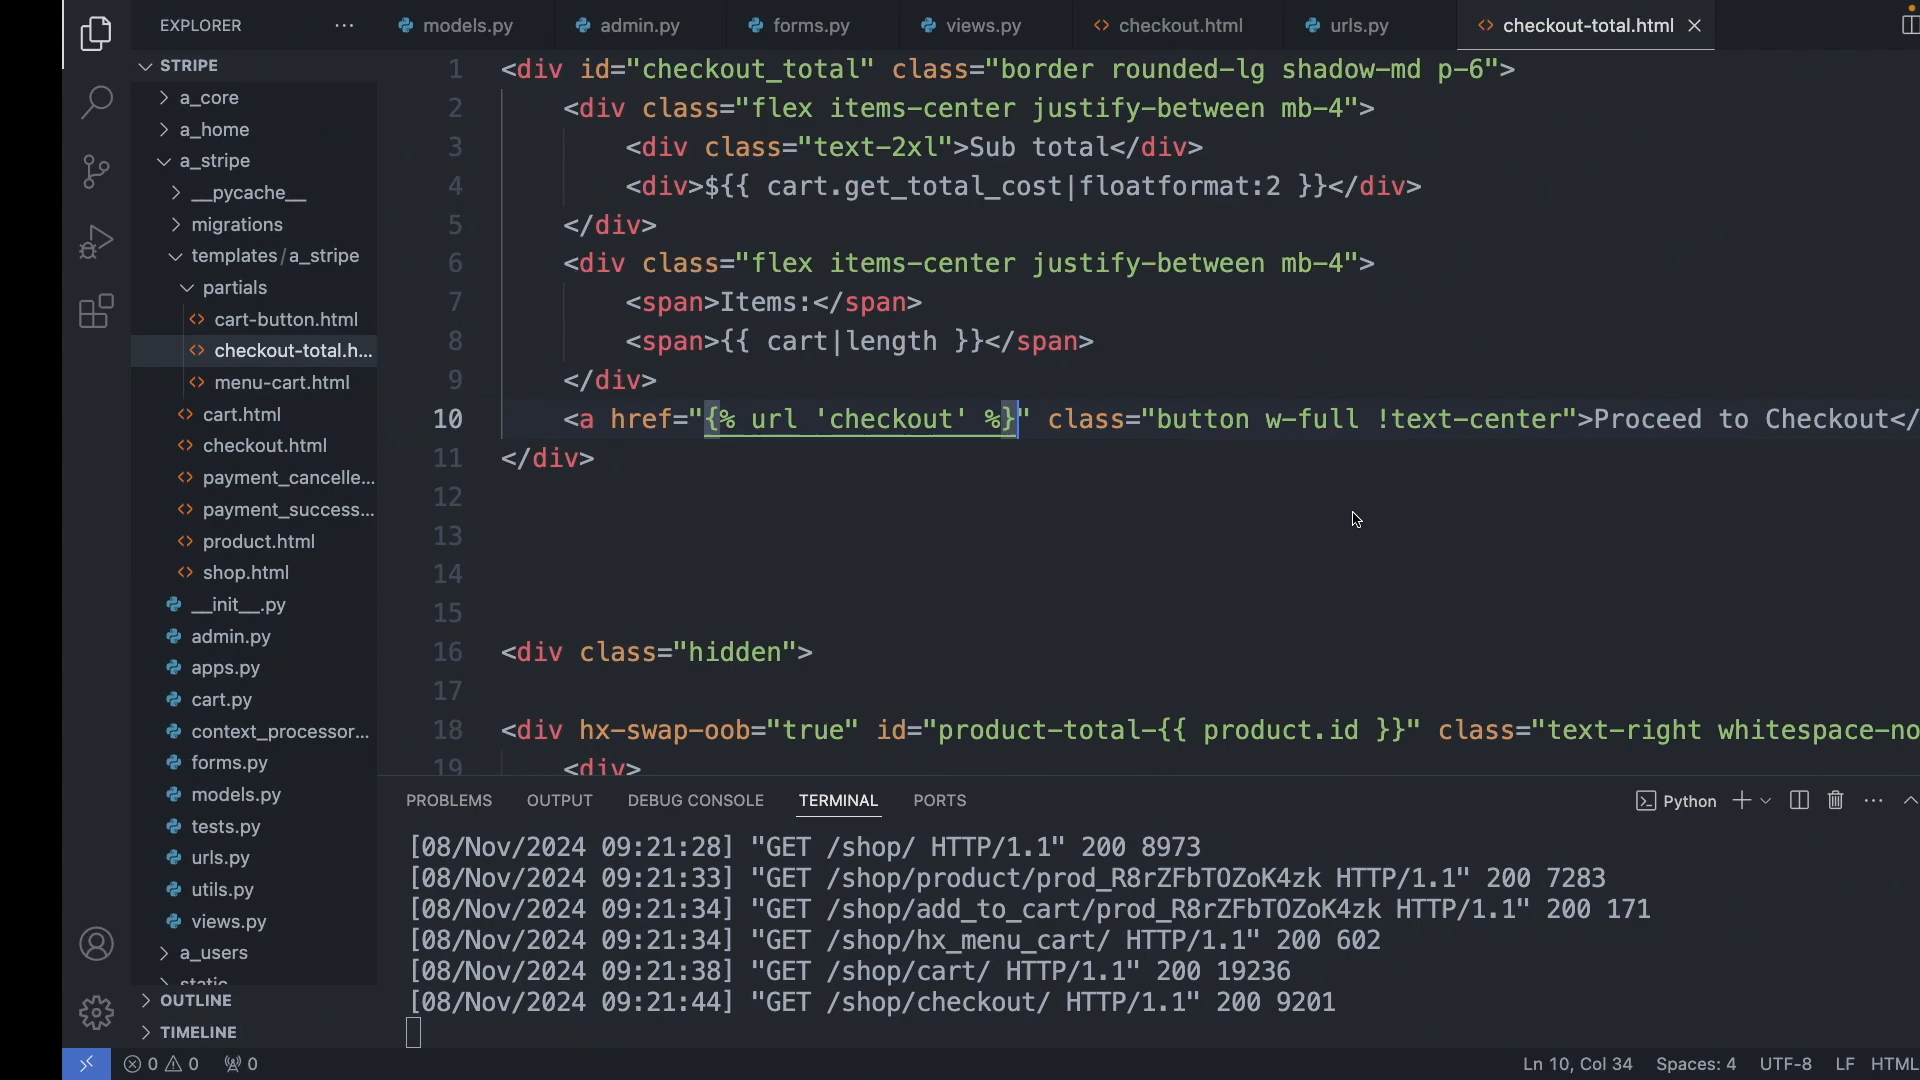 EXPLORER
models.py
admin.py
forms.py
views.py
checkout.html
urls.py
checkout-total.html
STRIPE
a_core
a_home
a_stripe
__pycache__
migrations
templates/a_stripe
partials
cart-button.html
checkout-total.h...
menu-cart.html
cart.html
checkout.html
payment_cancelle...
payment_success...
product.html
shop.html
__init__.py
admin.py
apps.py
cart.py
context_processor...
forms.py
models.py
tests.py
urls.py
utils.py
views.py
a_users
static
OUTLINE
TIMELINE
1 <div id="checkout_total" class="border rounded-lg shadow-md p-6">
2 <div class="flex items-center justify-between mb-4">
3 <div class="text-2xl">Sub total</div>
4 <div>${{ cart.get_total_cost|floatformat:2 }}</div>
5 </div>
6 <div class="flex items-center justify-between mb-4">
7 <span>Items:</span>
8 <span>{{ cart|length }}</span>
9 </div>
10 <a href="{% url 'checkout' %}" class="button w-full !text-center">Proceed to Checkout</
11 </div>
12
13
14
15
16 <div class="hidden">
17
18 <div hx-swap-oob="true" id="product-total-{{ product.id }}" class="text-right whitespace-no
19 <div>
PROBLEMS OUTPUT DEBUG CONSOLE TERMINAL PORTS
Python
[08/Nov/2024 09:21:28] "GET /shop/ HTTP/1.1" 200 8973
[08/Nov/2024 09:21:33] "GET /shop/product/prod_R8rZFbTOZoK4zk HTTP/1.1" 200 7283
[08/Nov/2024 09:21:34] "GET /shop/add_to_cart/prod_R8rZFbTOZoK4zk HTTP/1.1" 200 171
[08/Nov/2024 09:21:34] "GET /shop/hx_menu_cart/ HTTP/1.1" 200 602
[08/Nov/2024 09:21:38] "GET /shop/cart/ HTTP/1.1" 200 19236
[08/Nov/2024 09:21:44] "GET /shop/checkout/ HTTP/1.1" 200 9201
0 0 0
Ln 10, Col 34 Spaces: 4 UTF-8 LF HTML